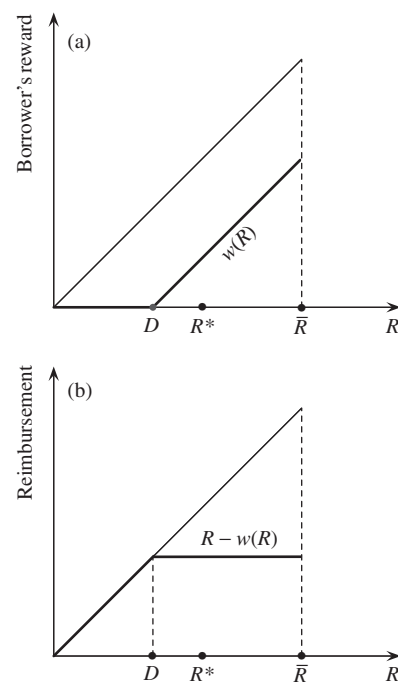 (a)
Borrower's reward
w(R)
D R* R̄ R
(b)
Reimbursement
R – w(R)
D R* R̄ R